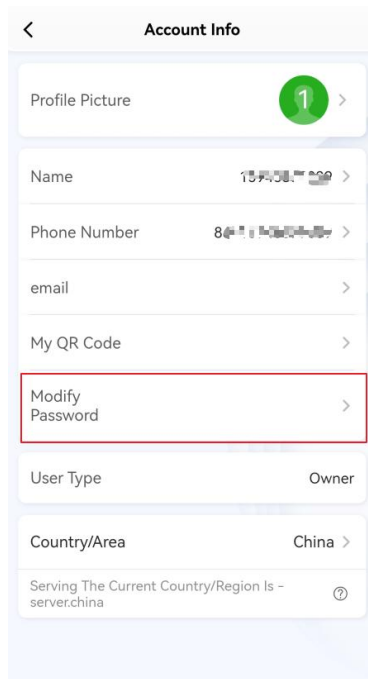 Account Info
Profile Picture
1
Name
Phone Number
email
My QR Code
Modify
Password
User Type Owner
Country/Area China
Serving The Current Country/Region Is -
server.china